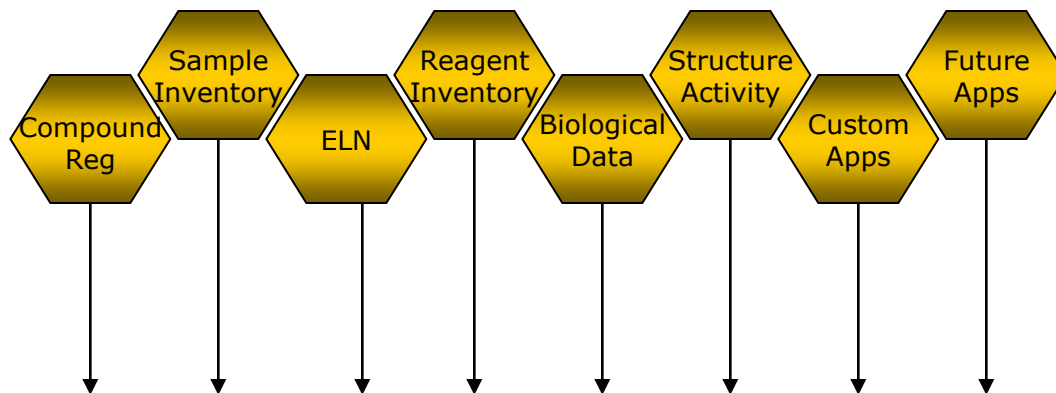 Compound
Reg
Sample
Inventory
ELN
Reagent
Inventory
Biological
Data
Structure
Activity
Custom
Apps
Future
Apps